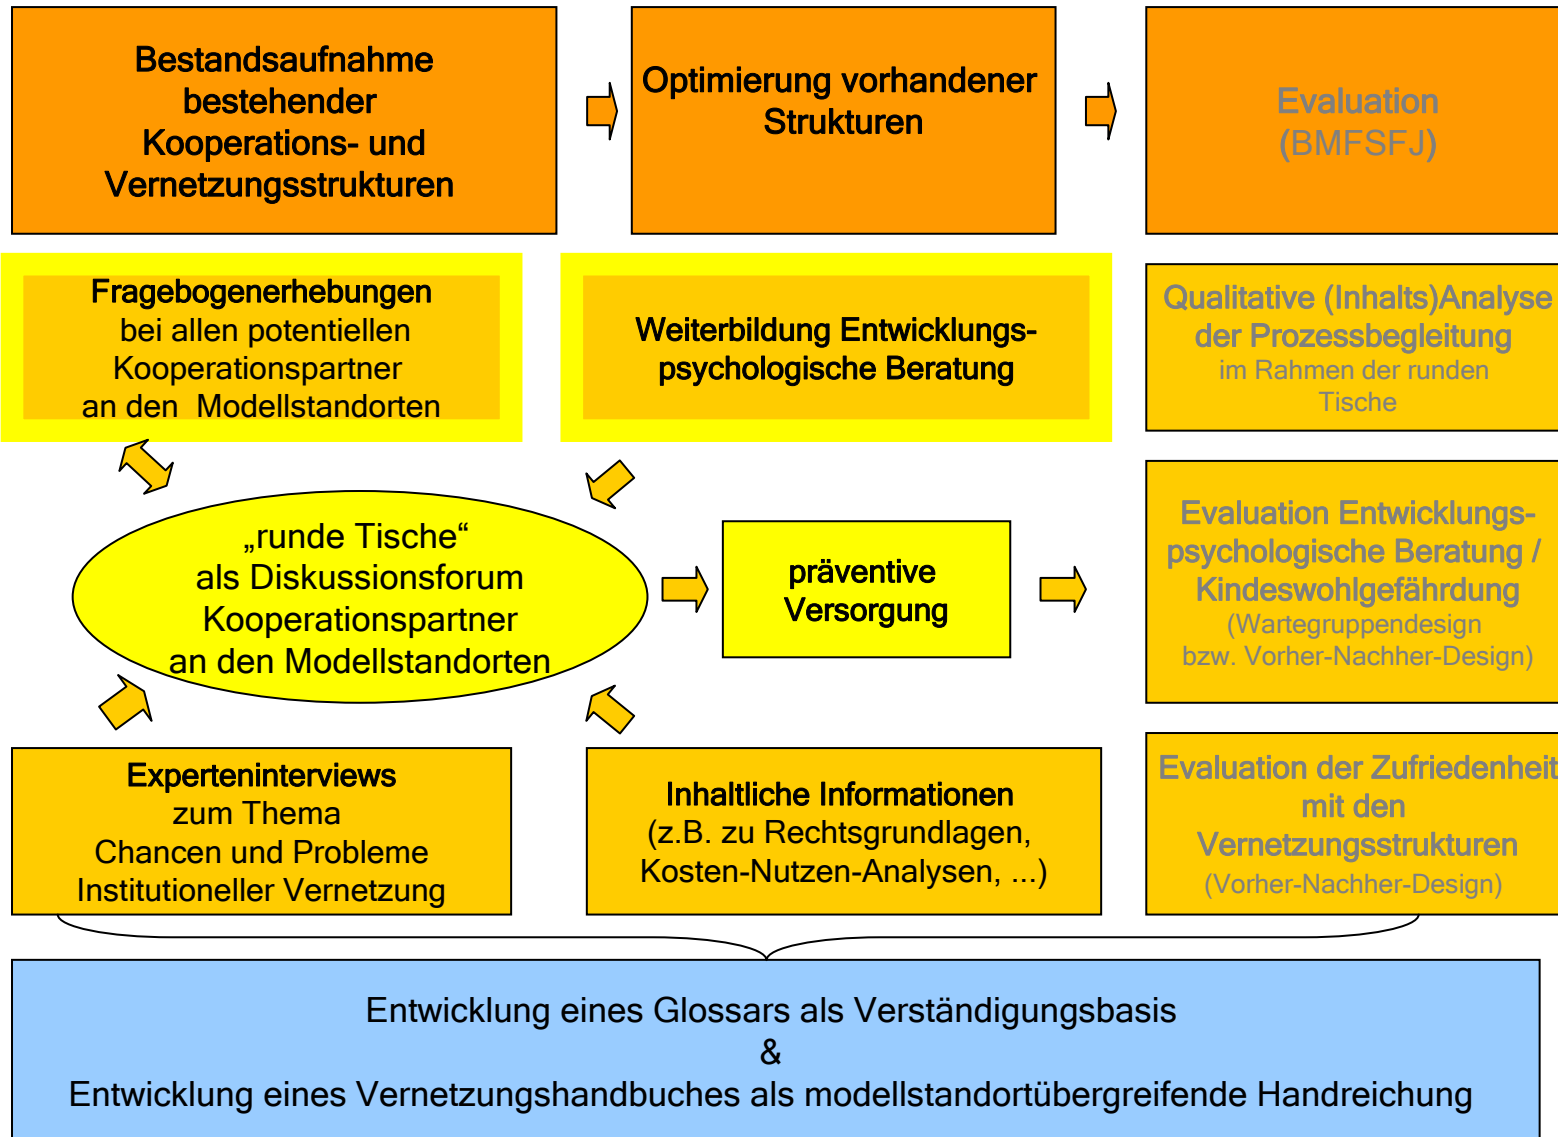 Bestandsaufnahme
bestehender
Kooperations- und
Vernetzungsstrukturen
Optimierung vorhandener
Strukturen
Evaluation
(BMFSFJ)
Fragebogenerhebungen
bei allen potentiellen
Kooperationspartner
an den Modellstandorten
Weiterbildung Entwicklungs-
psychologische Beratung
Qualitative (Inhalts)Analyse
der Prozessbegleitung
im Rahmen der runden
Tische
„runde Tische“
als Diskussionsforum
Kooperationspartner
an den Modellstandorten
präventive
Versorgung
Evaluation Entwicklungs-
psychologische Beratung /
Kindeswohlgefährdung
(Wartegruppendesign
bzw. Vorher-Nachher-Design)
Experteninterviews
zum Thema
Chancen und Probleme
Institutioneller Vernetzung
Inhaltliche Informationen
(z.B. zu Rechtsgrundlagen,
Kosten-Nutzen-Analysen, ...)
Evaluation der Zufriedenheit
mit den
Vernetzungsstrukturen
(Vorher-Nachher-Design)
Entwicklung eines Glossars als Verständigungsbasis
&
Entwicklung eines Vernetzungshandbuches als modellstandortübergreifende Handreichung